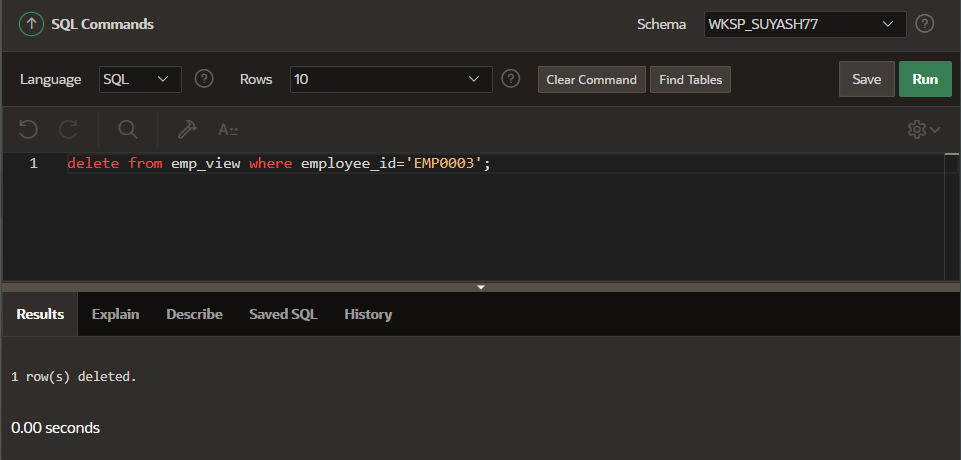 SQL Commands Schema WKSP_SUYASH77 ?
Language SQL ? Rows 10 ? Clear Command Find Tables Save Run
A::
1 delete from emp_view where employee_id='EMP0003';
Results Explain Describe Saved SQL History
1 row(s) deleted.
0.00 seconds